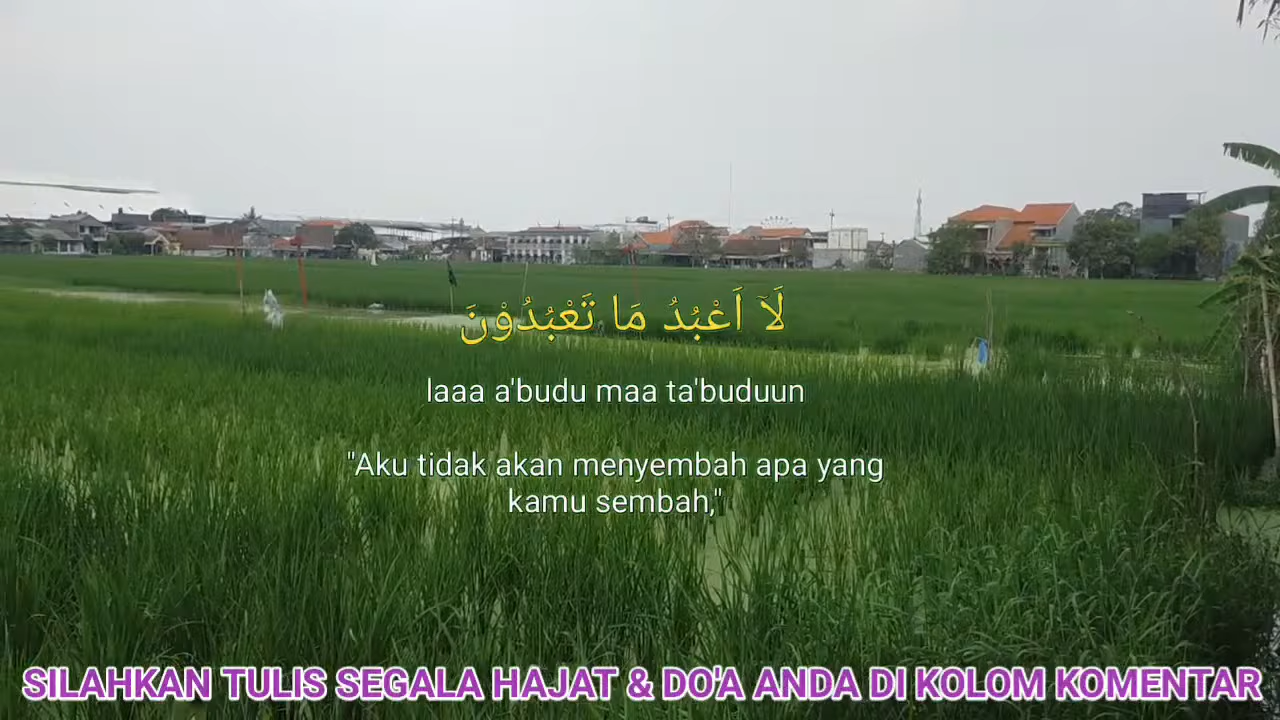 لَآ اَعْبُدُ مَا تَعْبُدُوْنَ
laaa a'budu maa ta'buduun
"Aku tidak akan menyembah apa yang
kamu sembah,"
SILAHKAN TULIS SEGALA HAJAT & DO'A ANDA DI KOLOM KOMENTAR